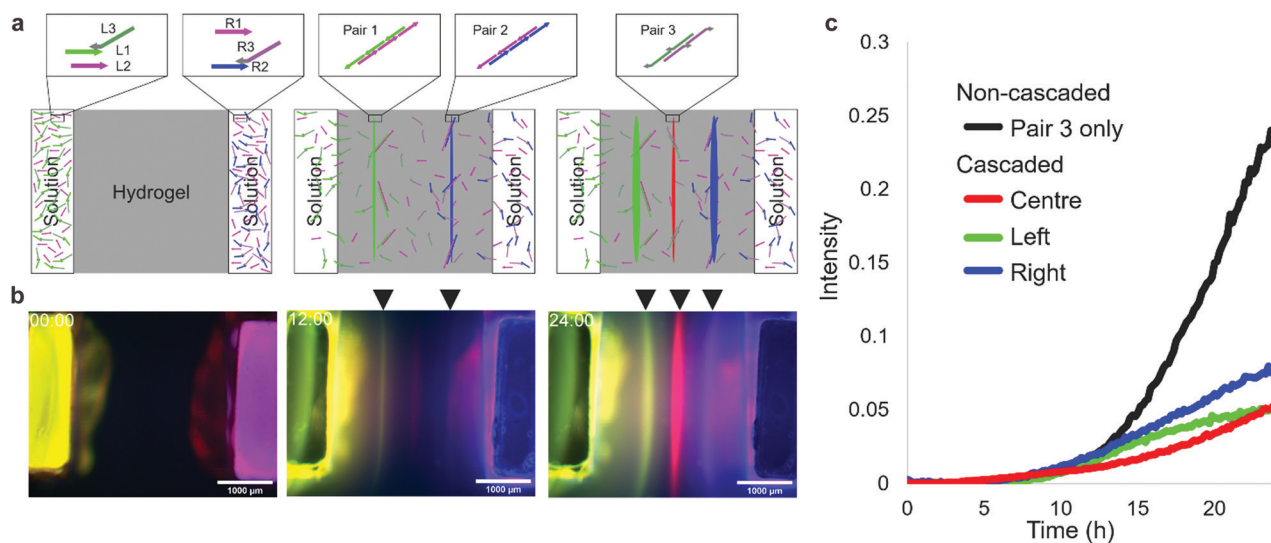 a
L3
L1
L2
R1
R3
R2
Pair 1
Pair 2
Pair 3
Solution
Hydrogel
Solution
Solution
Solution
Solution
Solution
b
00:00
1000 µm
12:00
1000 µm
24:00
1000 µm
c
0.3
0.25
0.2
0.15
0.1
0.05
0
Intensity
Non-cascaded
Pair 3 only
Cascaded
Centre
Left
Right
0
5
10
15
20
Time (h)